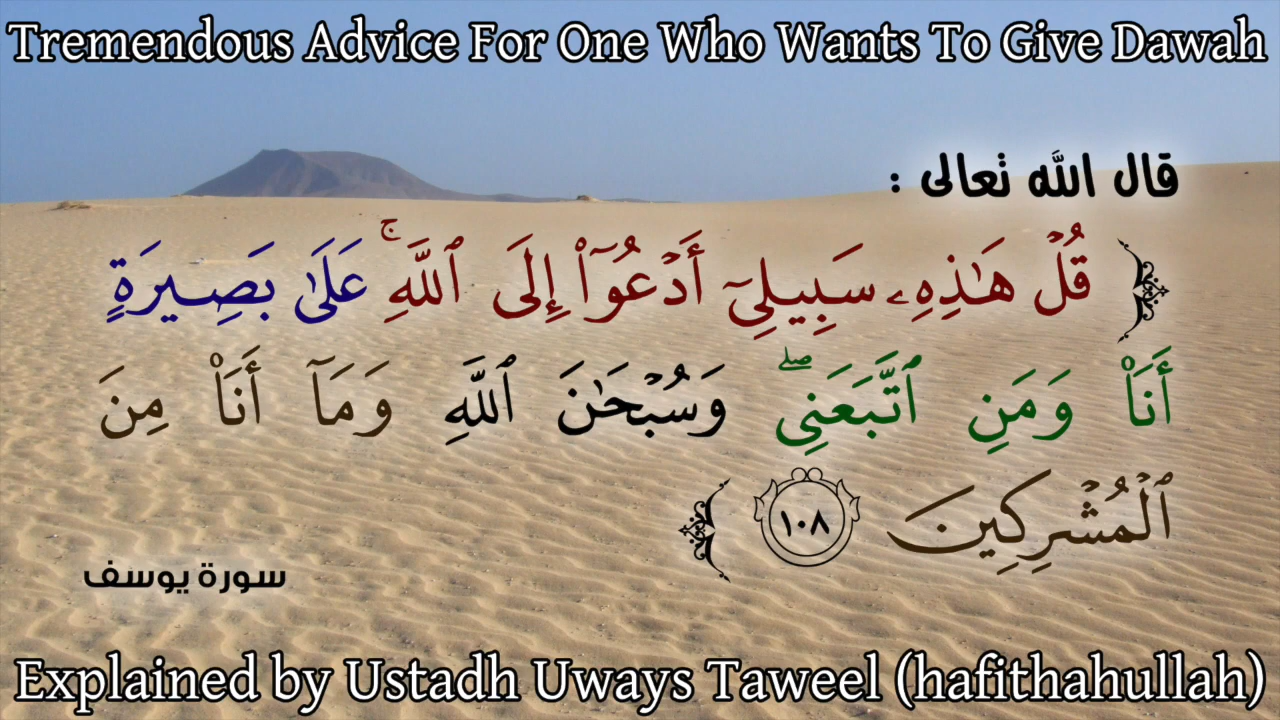 Tremendous Advice For One Who Wants To Give Dawah
قال الله تعالى :
﴿ قُلْ هَٰذِهِۦ سَبِيلِىٓ أَدْعُوٓا۟ إِلَى ٱللَّهِ ۚ عَلَىٰ بَصِيرَةٍ
أَنَا۠ وَمَنِ ٱتَّبَعَنِى ۖ وَسُبْحَٰنَ ٱللَّهِ وَمَآ أَنَا۠ مِنَ
ٱلْمُشْرِكِينَ ١٠٨ ﴾
سورة يوسف
Explained by Ustadh Uways Taweel (hafithahullah)